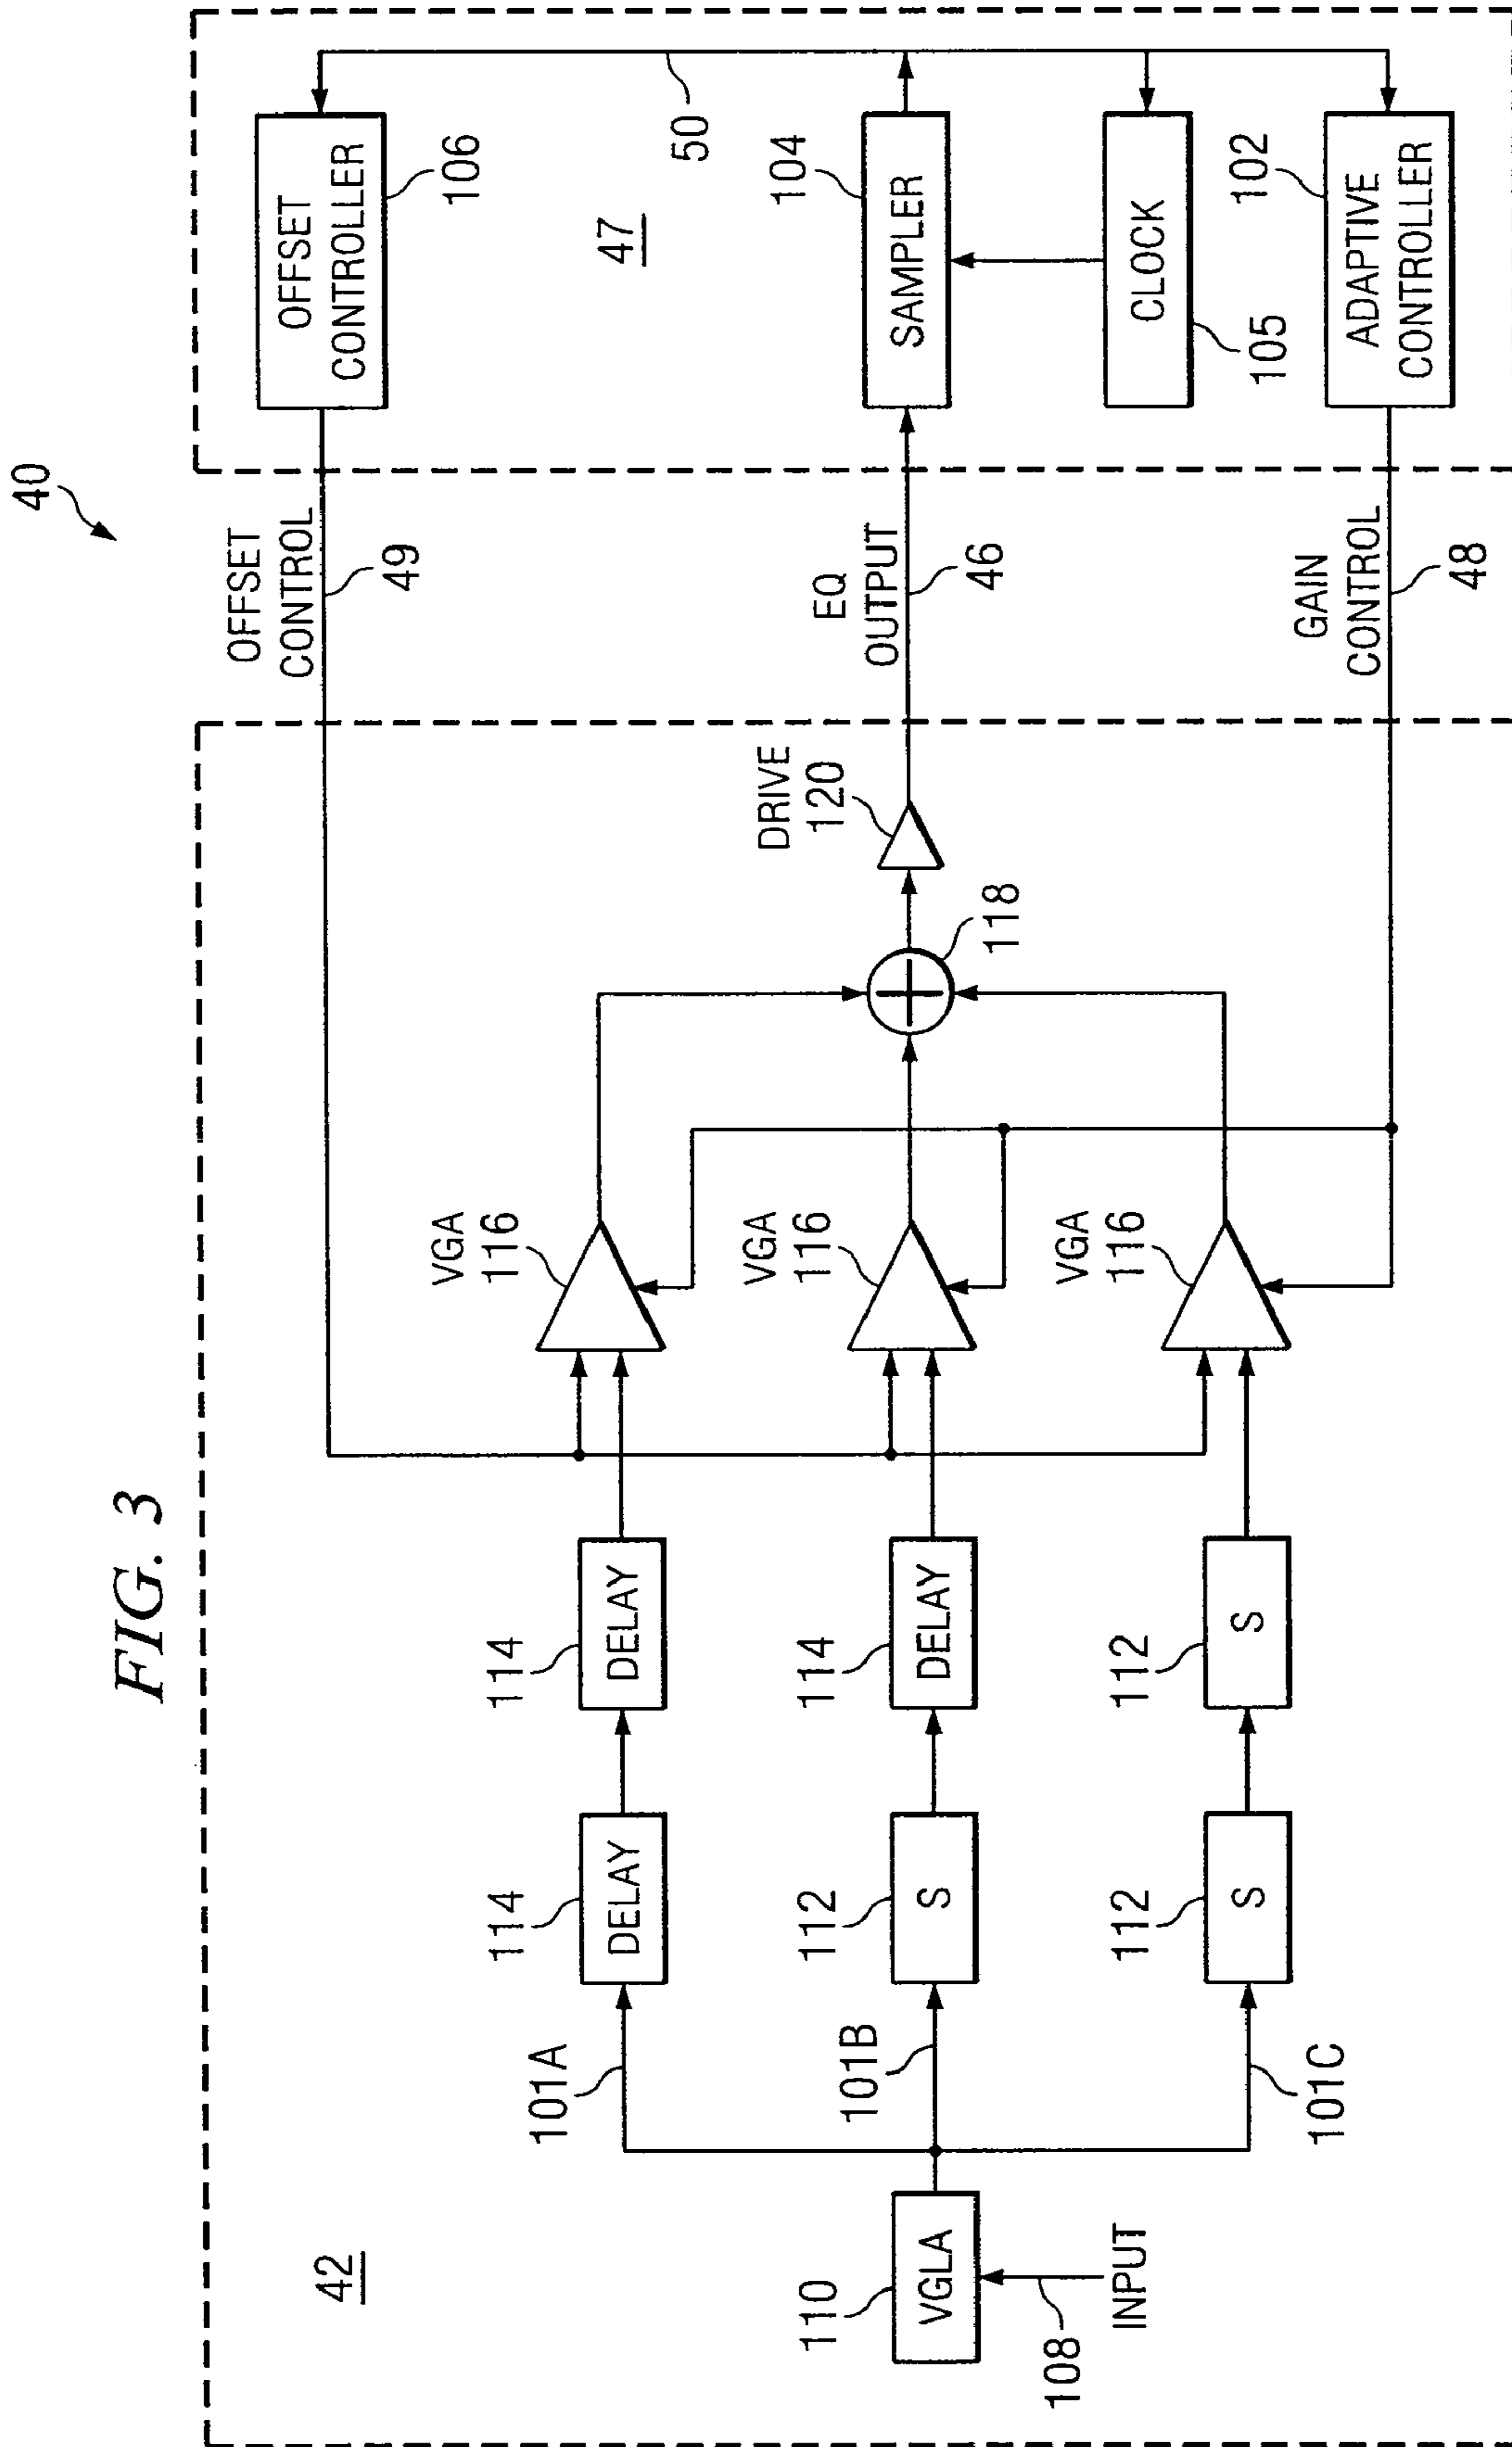 FIG. 3
40
42
47
OFFSET
CONTROL
49
OFFSET
CONTROLLER
106
50
101A
114
DELAY
114
DELAY
VGA
116
110
VGLA
108
INPUT
101B
112
S
114
DELAY
VGA
116
118
DRIVE
120
EQ
OUTPUT
46
SAMPLER
104
CLOCK
105
101C
112
S
112
S
VGA
116
GAIN
CONTROL
48
ADAPTIVE
CONTROLLER
102